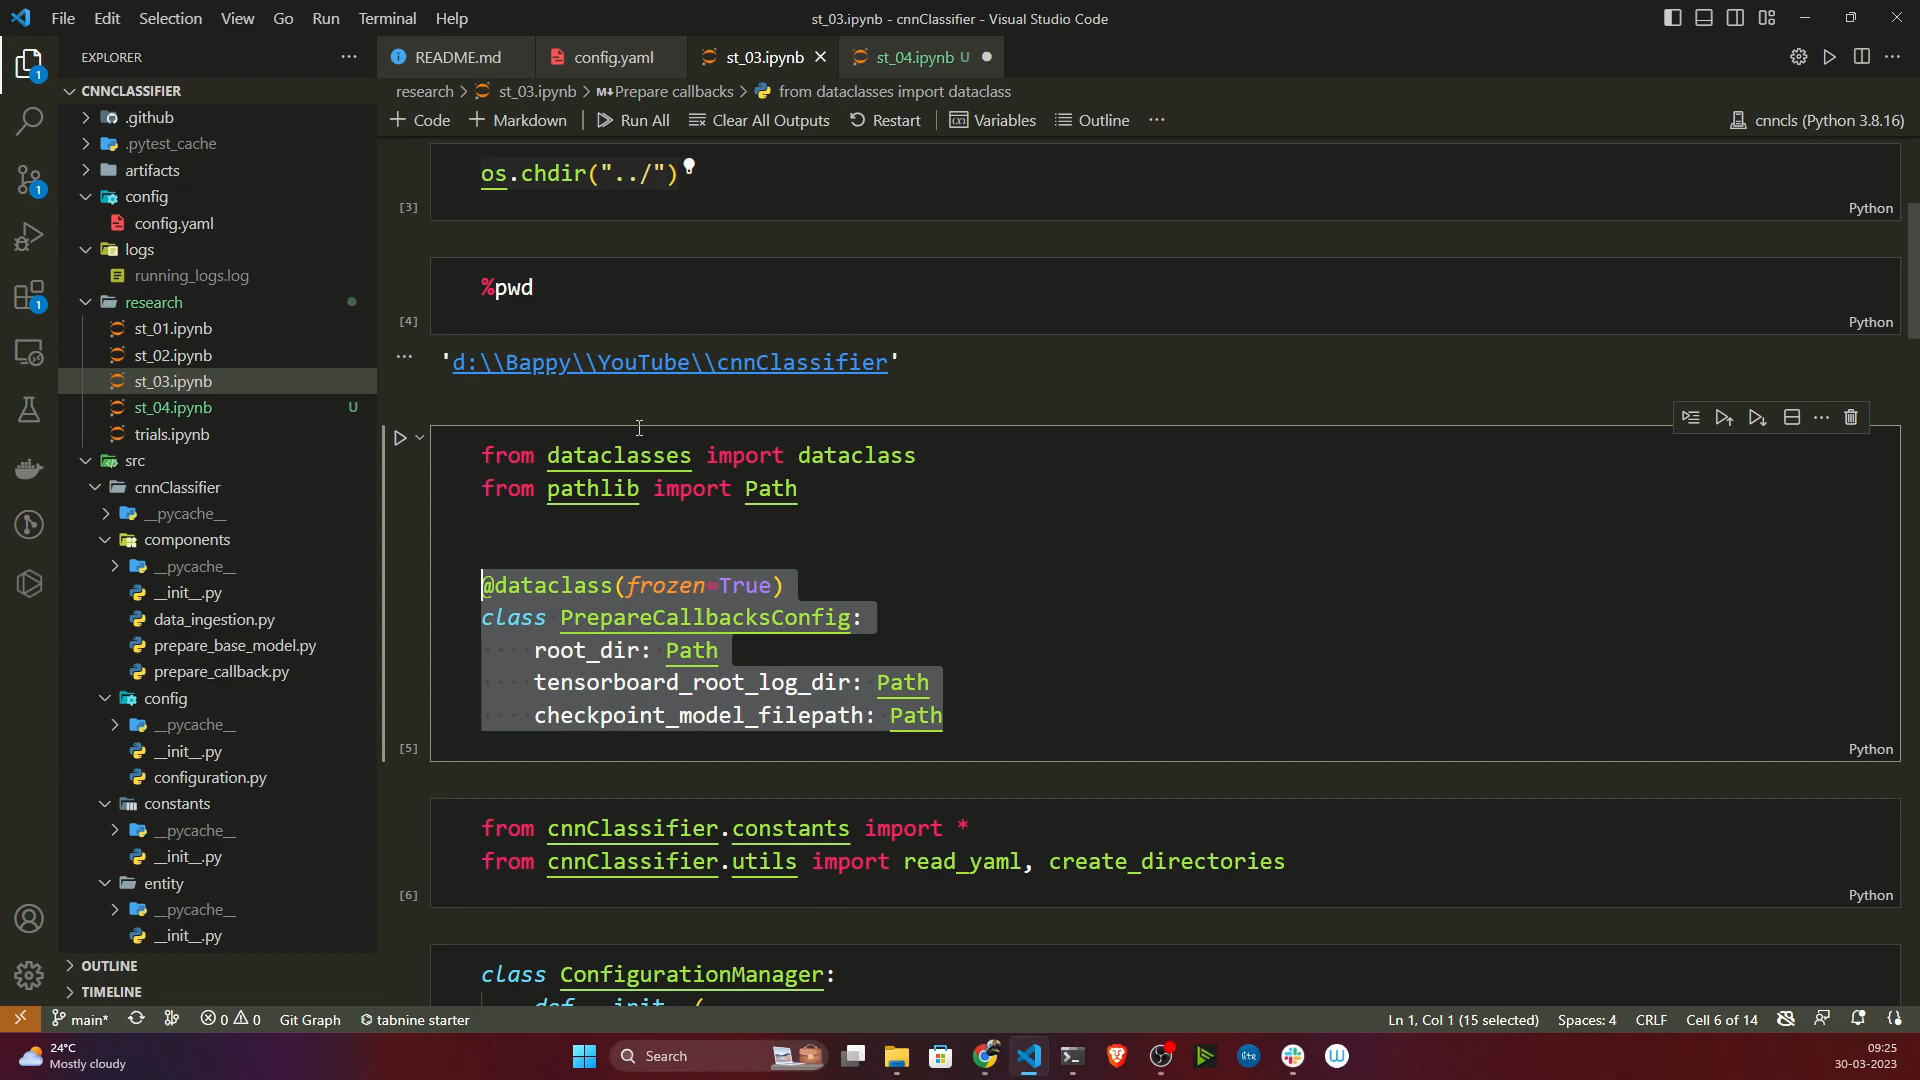 File Edit Selection View Go Run Terminal Help
st_03.ipynb - cnnClassifier - Visual Studio Code
EXPLORER
README.md
config.yaml
st_03.ipynb
st_04.ipynb U
CNNCLASSIFIER
research > st_03.ipynb > M↓Prepare callbacks > from dataclasses import dataclass
+ Code + Markdown Run All Clear All Outputs Restart Variables Outline ...
cnncls (Python 3.8.16)
.github
.pytest_cache
artifacts
config
config.yaml
logs
running_logs.log
research
st_01.ipynb
st_02.ipynb
st_03.ipynb
st_04.ipynb U
trials.ipynb
src
cnnClassifier
__pycache__
components
__pycache__
__init__.py
data_ingestion.py
prepare_base_model.py
prepare_callback.py
config
__pycache__
__init__.py
configuration.py
constants
__pycache__
__init__.py
entity
__pycache__
__init__.py
OUTLINE
TIMELINE
1
1
1
os.chdir("../")
[3]
Python
%pwd
[4]
Python
'd:\\Bappy\\YouTube\\cnnClassifier'
from dataclasses import dataclass
from pathlib import Path
@dataclass(frozen=True)
class PrepareCallbacksConfig:
root_dir: Path
tensorboard_root_log_dir: Path
checkpoint_model_filepath: Path
[5]
Python
from cnnClassifier.constants import *
from cnnClassifier.utils import read_yaml, create_directories
[6]
Python
class ConfigurationManager:
def __init__(
main* 0 0 Git Graph tabnine starter
Ln 1, Col 1 (15 selected) Spaces: 4 CRLF Cell 6 of 14
24°C
Mostly cloudy
Search
lite
09:25
30-03-2023